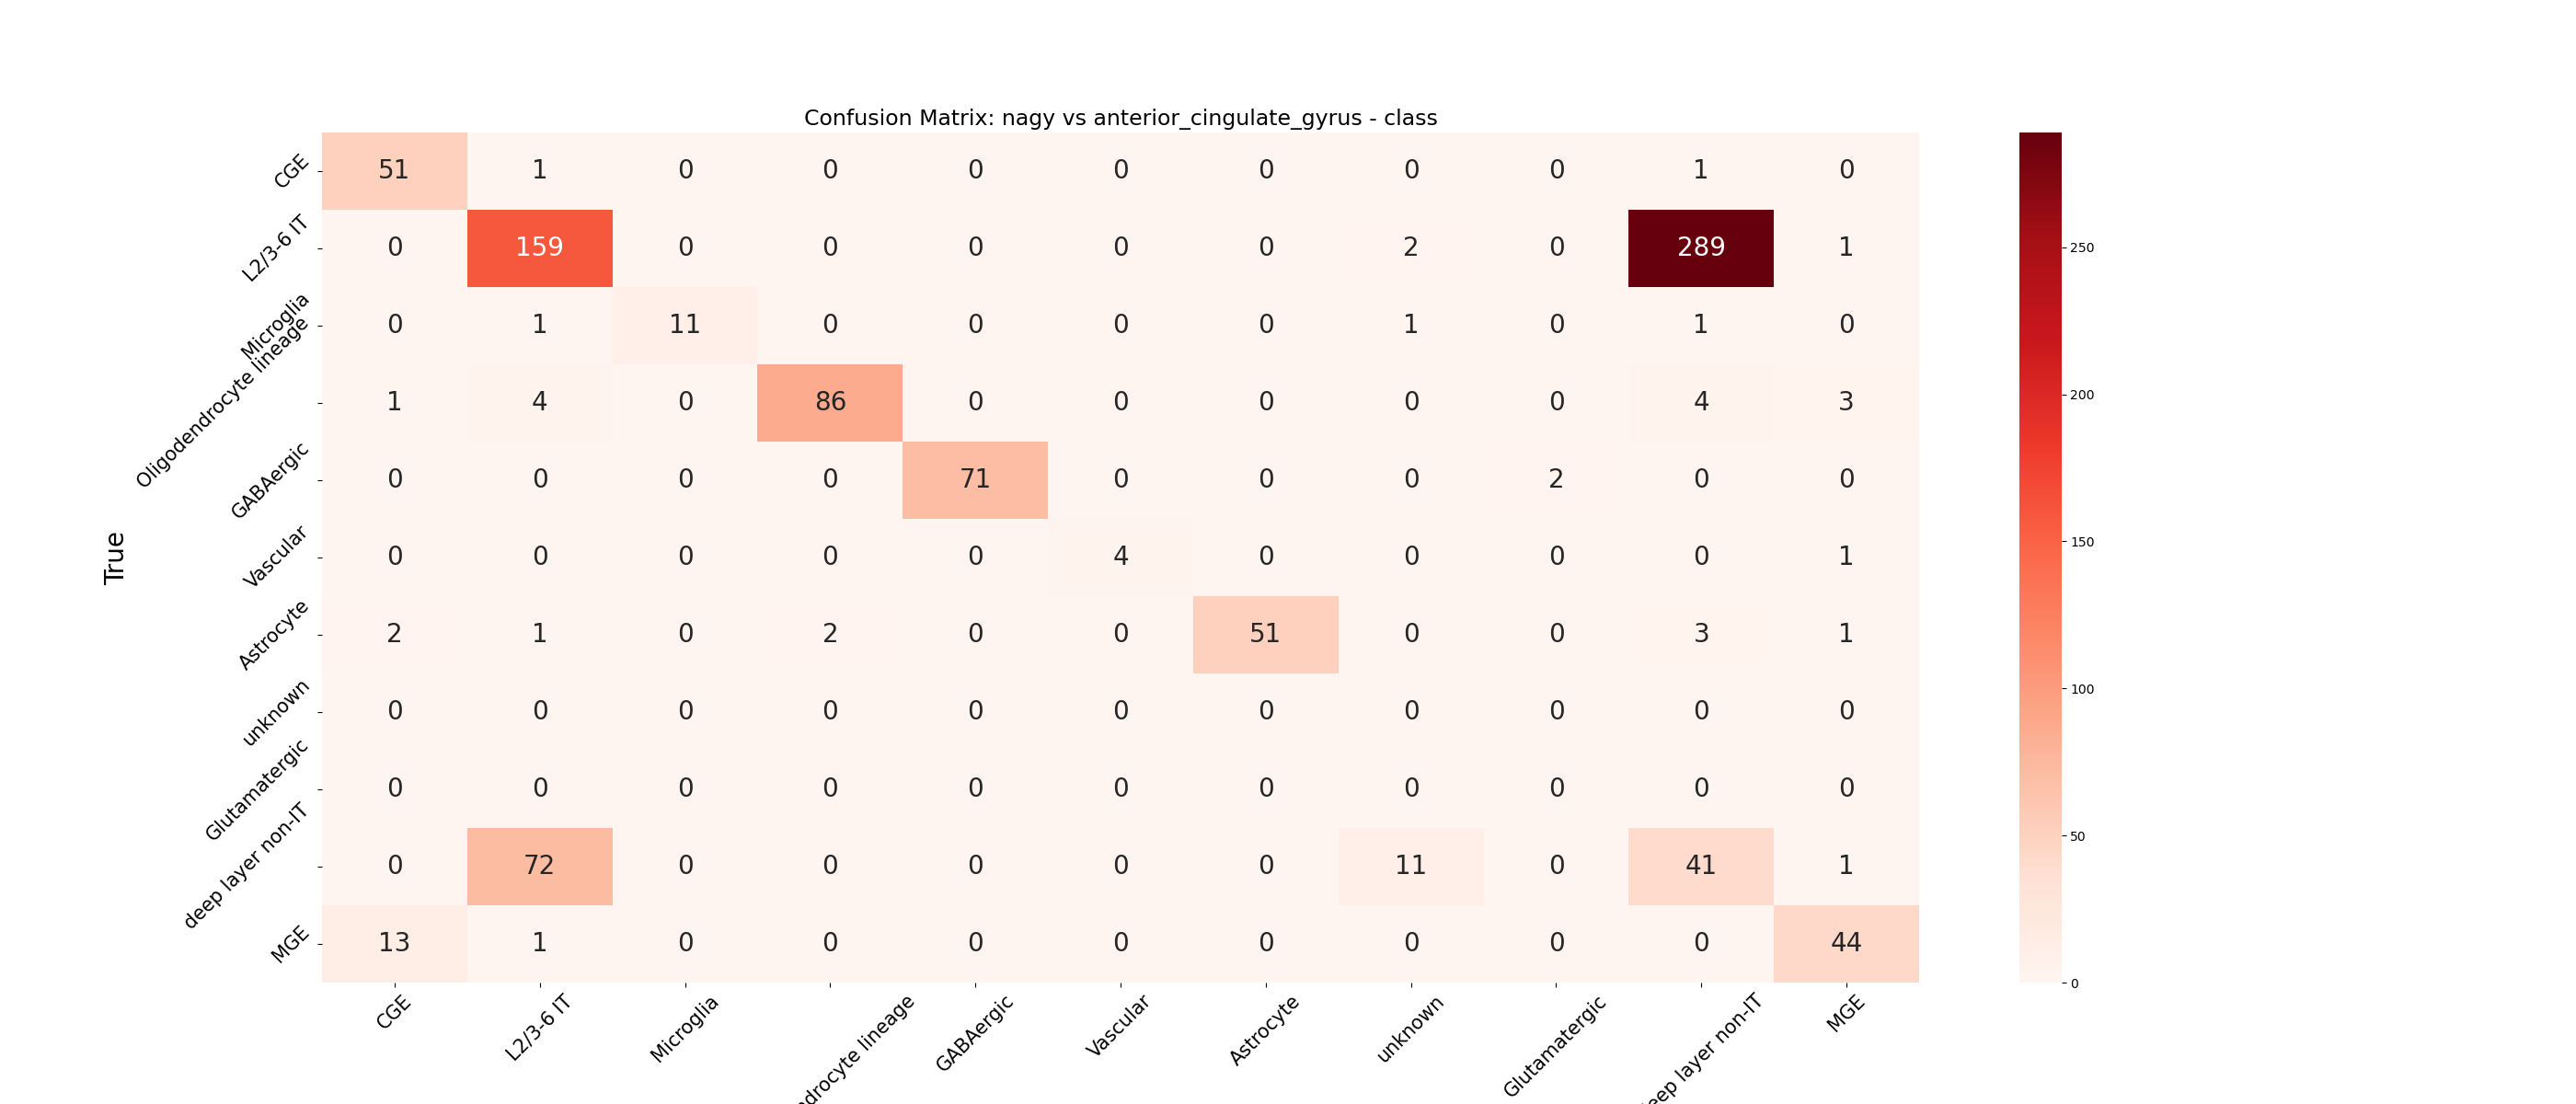 Confusion Matrix: nagy vs anterior_cingulate_gyrus - class
True
CGE 51 1 0 0 0 0 0 0 0 1 0
L2/3-6 IT 0 159 0 0 0 0 0 2 0 289 1
Microglia 0 1 11 0 0 0 0 1 0 1 0
Oligodendrocyte lineage 1 4 0 86 0 0 0 0 0 4 3
GABAergic 0 0 0 0 71 0 0 0 2 0 0
Vascular 0 0 0 0 0 4 0 0 0 0 1
Astrocyte 2 1 0 2 0 0 51 0 0 3 1
unknown 0 0 0 0 0 0 0 0 0 0 0
Glutamatergic 0 0 0 0 0 0 0 0 0 0 0
deep layer non-IT 0 72 0 0 0 0 0 11 0 41 1
MGE 13 1 0 0 0 0 0 0 0 0 44
CGE L2/3-6 IT Microglia ndrocyte lineage GABAergic Vascular Astrocyte unknown Glutamatergic eep layer non-IT MGE
250
200
150
100
50
0